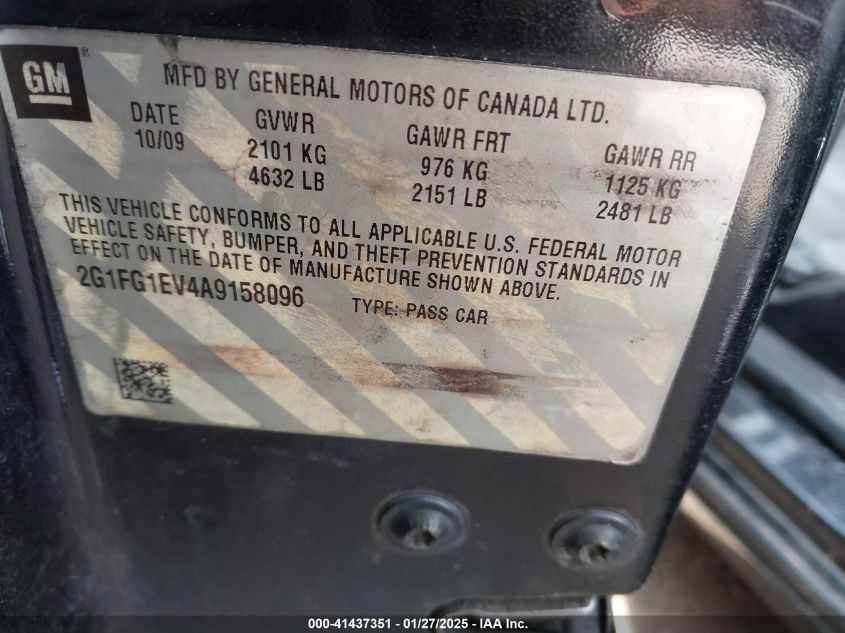 GM®
MFD BY GENERAL MOTORS OF CANADA LTD.
DATE GVWR GAWR FRT GAWR RR
10/09 2101 KG 976 KG 1125 KG
4632 LB 2151 LB 2481 LB
THIS VEHICLE CONFORMS TO ALL APPLICABLE U.S. FEDERAL MOTOR
VEHICLE SAFETY, BUMPER, AND THEFT PREVENTION STANDARDS IN
EFFECT ON THE DATE OF MANUFACTURE SHOWN ABOVE.
2G1FG1EV4A9158096 TYPE: PASS CAR
000-41437351 - 01/27/2025 - IAA Inc.